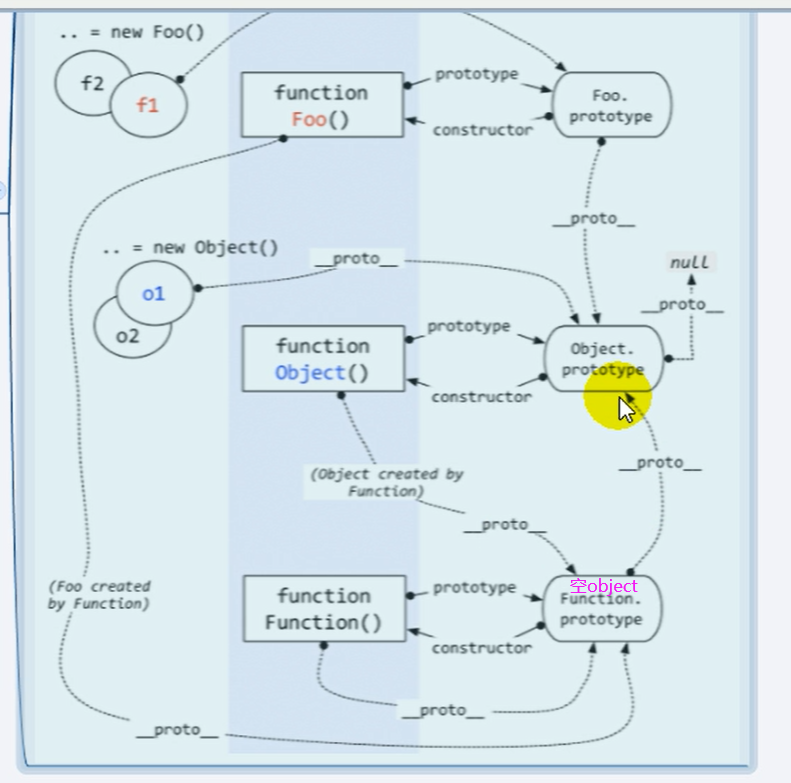 .. = new Foo()
f2
f1
function
Foo()
prototype
constructor
Foo.
prototype
__proto__
.. = new Object()
__proto__
null
__proto__
o1
o2
function
Object()
prototype
constructor
Object.
prototype
__proto__
(Object created by
Function)
__proto__
(Foo created
by Function)
function
Function()
prototype
constructor
空object
Function.
prototype
__proto__
__proto__